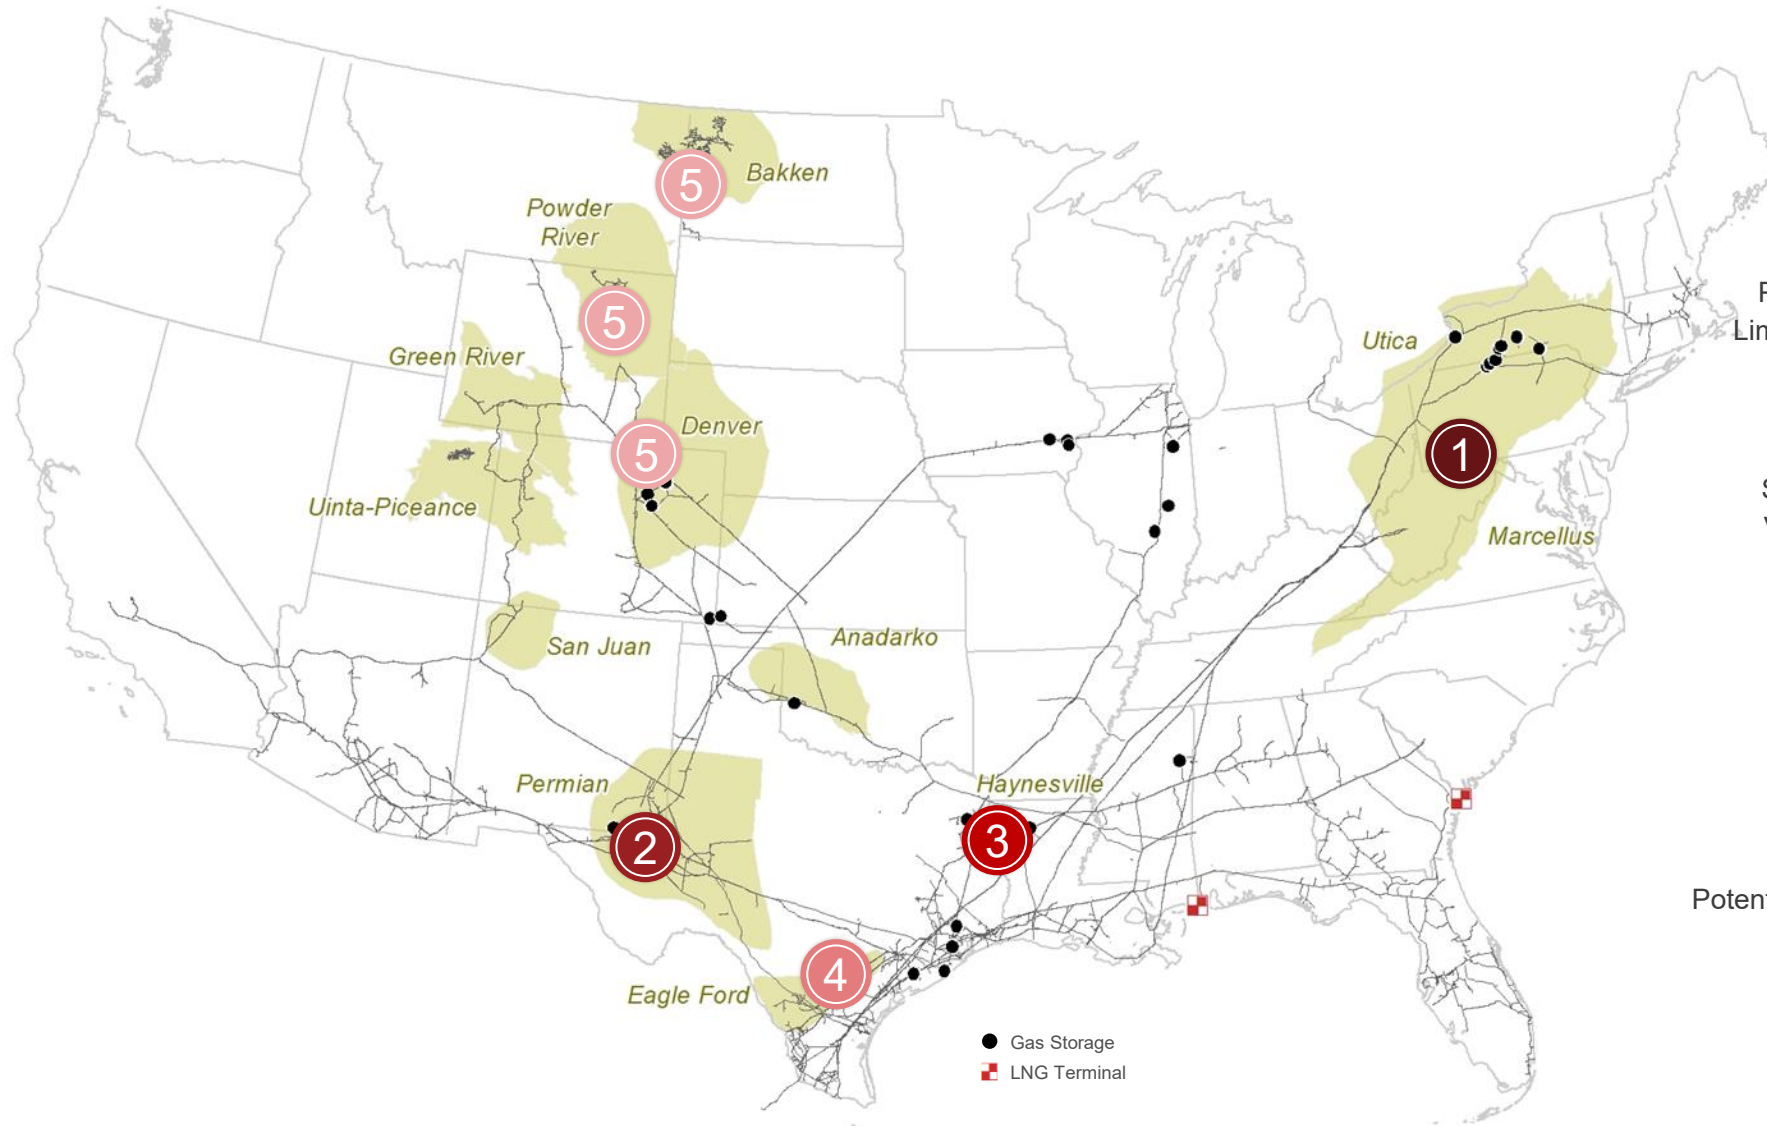 Bakken
5
Powder
River
5
Green River
Utica
Denver
5
1
Uinta-Piceance
Marcellus
San Juan
Anadarko
Permian
Haynesville
2
3
Eagle Ford
4
Gas Storage
LNG Terminal